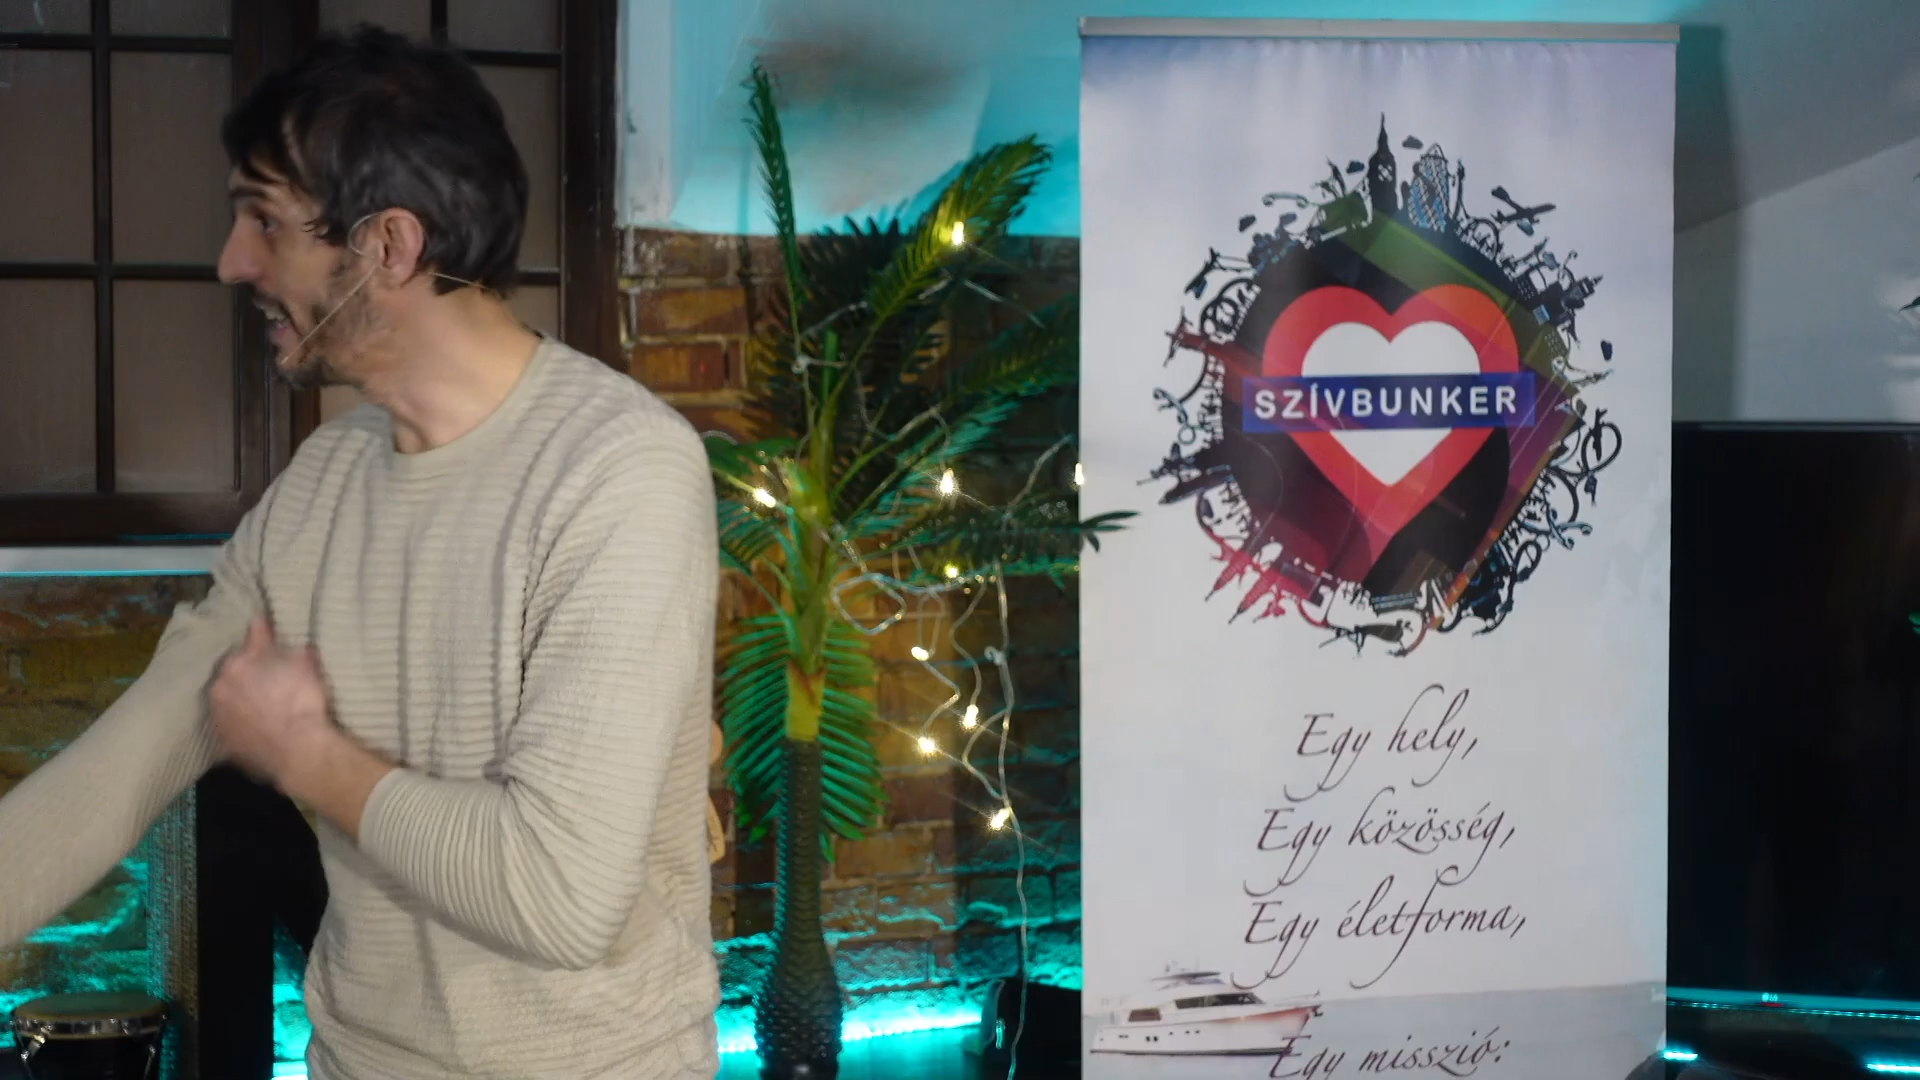 SZÍVBUNKER
Egy hely,
Egy közösség,
Egy életforma,
Egy misszió: